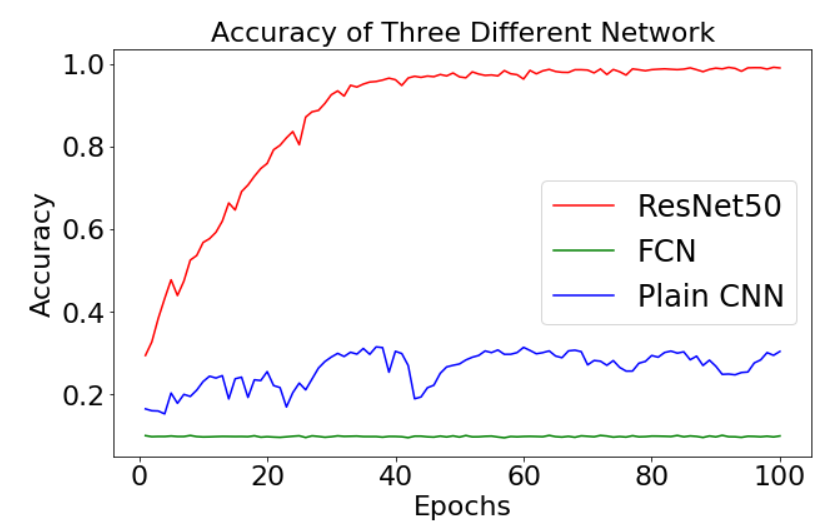 Accuracy of Three Different Network
1.0
0.8
0.6
0.4
0.2
Accuracy
ResNet50
FCN
Plain CNN
0 20 40 60 80 100
Epochs